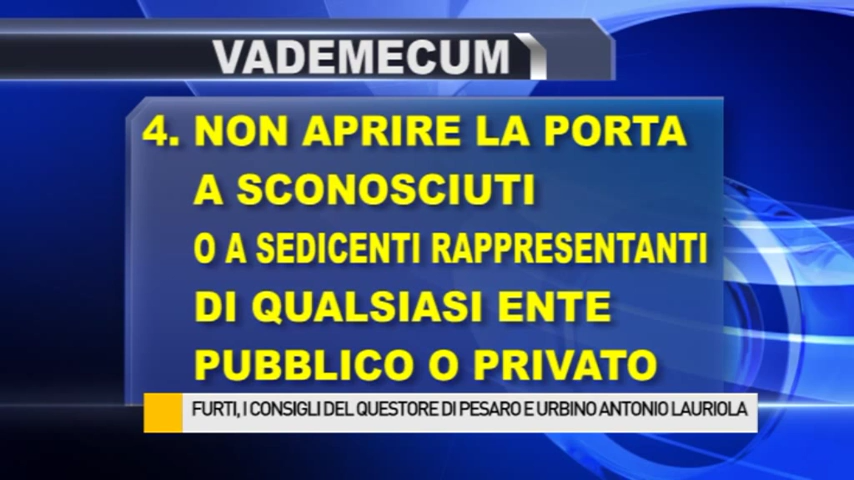 VADEMECUM
4. NON APRIRE LA PORTA
A SCONOSCIUTI
O A SEDICENTI RAPPRESENTANTI
DI QUALSIASI ENTE
PUBBLICO O PRIVATO
FURTI, I CONSIGLI DEL QUESTORE DI PESARO E URBINO ANTONIO LAURIOLA